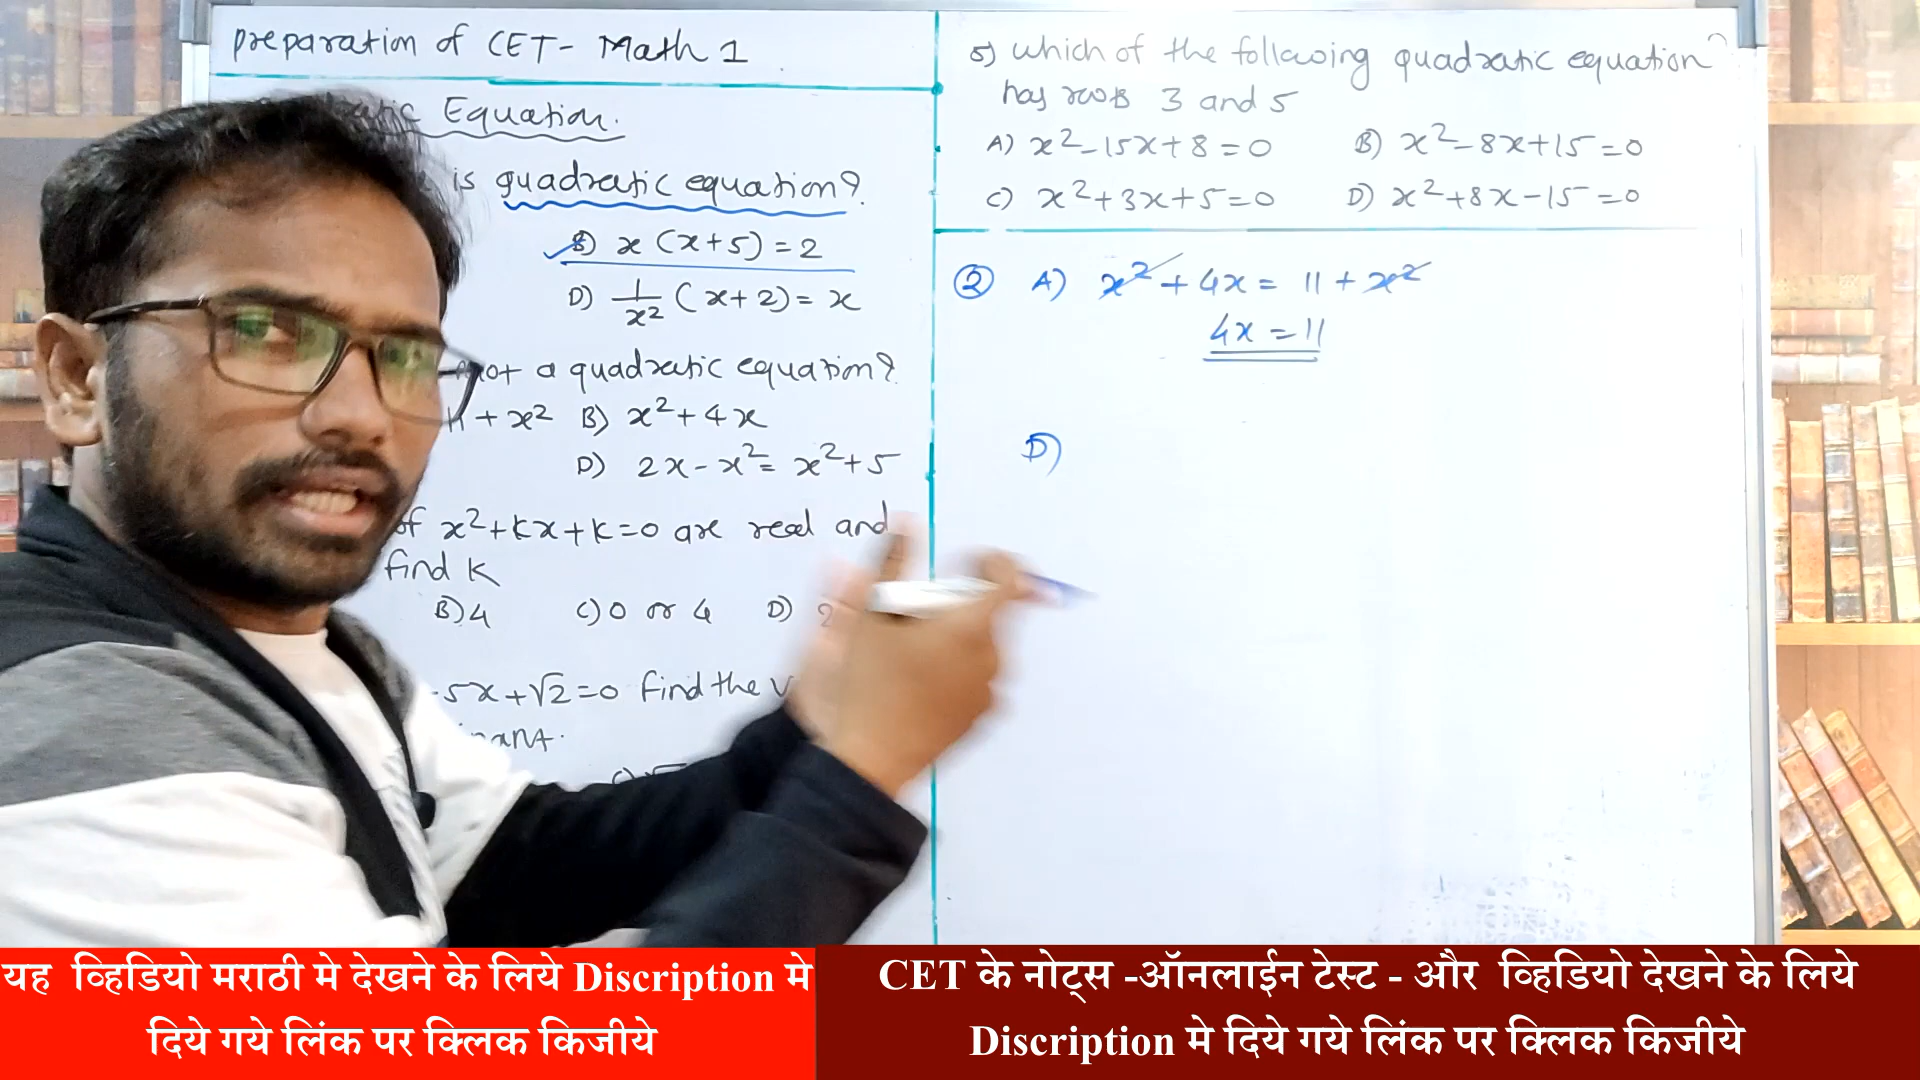 preparation of CET- Math 1
Equation.
is quadratic equation?
B) x (x+5) = 2
D) 1/x² (x+2) = x
not a quadratic equation?
11 + x² B) x² + 4x
D) 2x - x² = x² + 5
of x² + kx + k = 0 are real and
find k
B) 4 C) 0 or 4 D) 2
-5x + √2 = 0 find the v
inant.
5) which of the following quadratic equation
has roots 3 and 5
A) x² - 15x + 8 = 0 B) x² - 8x + 15 = 0
C) x² + 3x + 5 = 0 D) x² + 8x - 15 = 0
② A) x² + 4x = 11 + x²
4x = 11
D)
यह व्हिडियो मराठी मे देखने के लिये Discription मे
दिये गये लिंक पर क्लिक किजीये
CET के नोट्स -ऑनलाईन टेस्ट - और व्हिडियो देखने के लिये
Discription मे दिये गये लिंक पर क्लिक किजीये